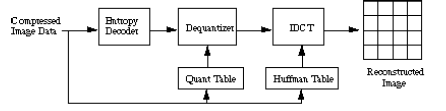 Compressed
Image Data
Entropy
Decoder
Dequantizer
IDCT
Quant Table
Huffman Table
Reconstructed
Image